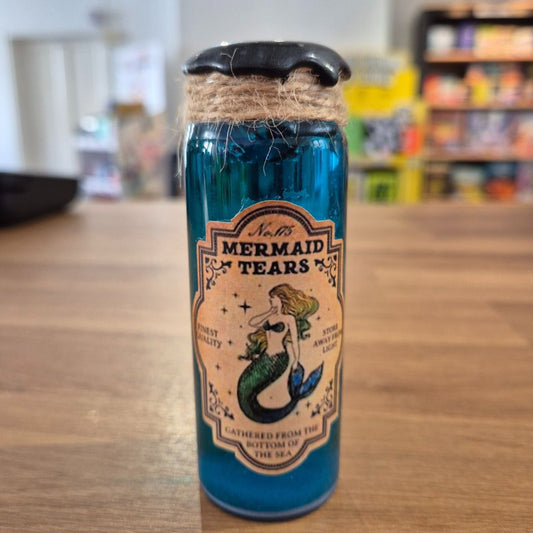 No. 175
MERMAID
TEARS
FINEST
QUALITY
STORE
AWAY FROM
LIGHT
GATHERED FROM THE
BOTTOM OF
THE SEA